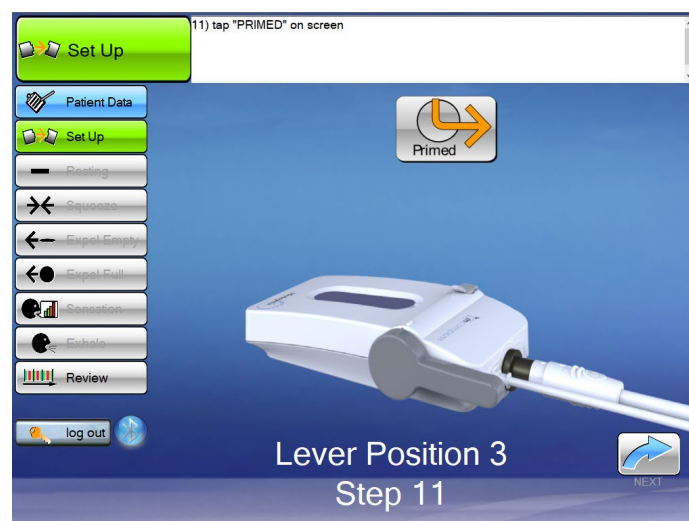 Set Up
11) tap "PRIMED" on screen
Patient Data
Set Up
Resting
Squeeze
Expel Empty
Expel Full
Sensation
Exhale
Review
log out
Primed
Lever Position 3
Step 11
NEXT